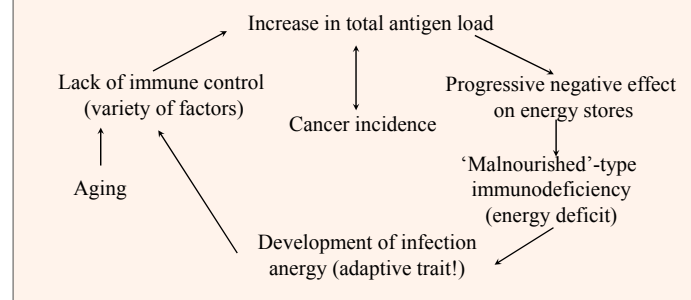 Increase in total antigen load
Lack of immune control
(variety of factors)
Progressive negative effect
on energy stores
Cancer incidence
Aging
‘Malnourished’-type
immunodeficiency
(energy deficit)
Development of infection
anergy (adaptive trait!)